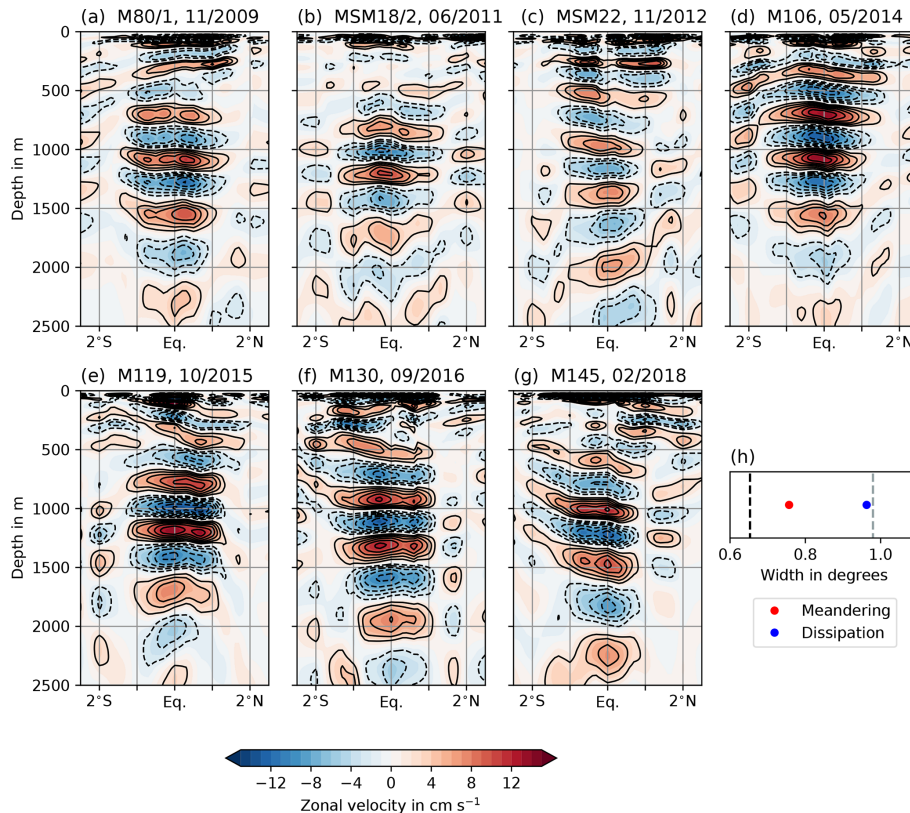 (a) M80/1, 11/2009
(b) MSM18/2, 06/2011
(c) MSM22, 11/2012
(d) M106, 05/2014
0
500
1000
1500
2000
2500
Depth in m
2°S Eq. 2°N
2°S Eq. 2°N
2°S Eq. 2°N
2°S Eq. 2°N
(e) M119, 10/2015
(f) M130, 09/2016
(g) M145, 02/2018
0
500
1000
1500
2000
2500
Depth in m
2°S Eq. 2°N
2°S Eq. 2°N
2°S Eq. 2°N
(h)
0.6 0.8 1.0
Width in degrees
Meandering
Dissipation
−12 −8 −4 0 4 8 12
Zonal velocity in cm s⁻¹